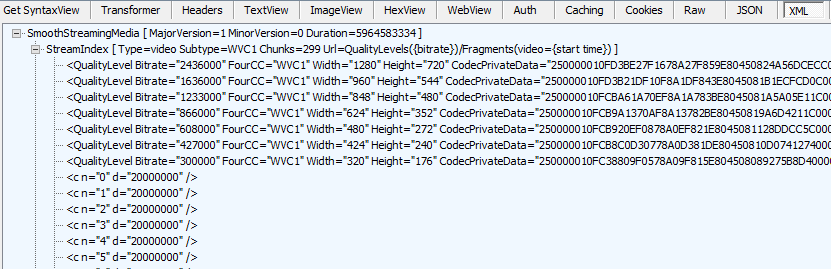 Get SyntaxView Transformer Headers TextView ImageView HexView WebView Auth Caching Cookies Raw JSON XML
SmoothStreamingMedia [ MajorVersion=1 MinorVersion=0 Duration=5964583334 ]
StreamIndex [ Type=video Subtype=WVC1 Chunks=299 Url=QualityLevels({bitrate})/Fragments(video={start time}) ]
<QualityLevel Bitrate="2436000" FourCC="WVC1" Width="1280" Height="720" CodecPrivateData="250000010FD3BE27F1678A27F859E80450824A56DCECC0
<QualityLevel Bitrate="1636000" FourCC="WVC1" Width="960" Height="544" CodecPrivateData="250000010FD3B21DF10F8A1DF843E8045081B1ECFCD0C00
<QualityLevel Bitrate="1233000" FourCC="WVC1" Width="848" Height="480" CodecPrivateData="250000010FCBA61A70EF8A1A783BE8045081A5A05E11C00
<QualityLevel Bitrate="866000" FourCC="WVC1" Width="624" Height="352" CodecPrivateData="250000010FCB9A1370AF8A13782BE80450819A6D4211C000
<QualityLevel Bitrate="608000" FourCC="WVC1" Width="480" Height="272" CodecPrivateData="250000010FCB920EF0878A0EF821E8045081128DDCC5C000
<QualityLevel Bitrate="427000" FourCC="WVC1" Width="424" Height="240" CodecPrivateData="250000010FCB8C0D30778A0D381DE80450810D0741274000
<QualityLevel Bitrate="300000" FourCC="WVC1" Width="320" Height="176" CodecPrivateData="250000010FC38809F0578A09F815E804508089275B8D4000
<c n="0" d="20000000" />
<c n="1" d="20000000" />
<c n="2" d="20000000" />
<c n="3" d="20000000" />
<c n="4" d="20000000" />
<c n="5" d="20000000" />